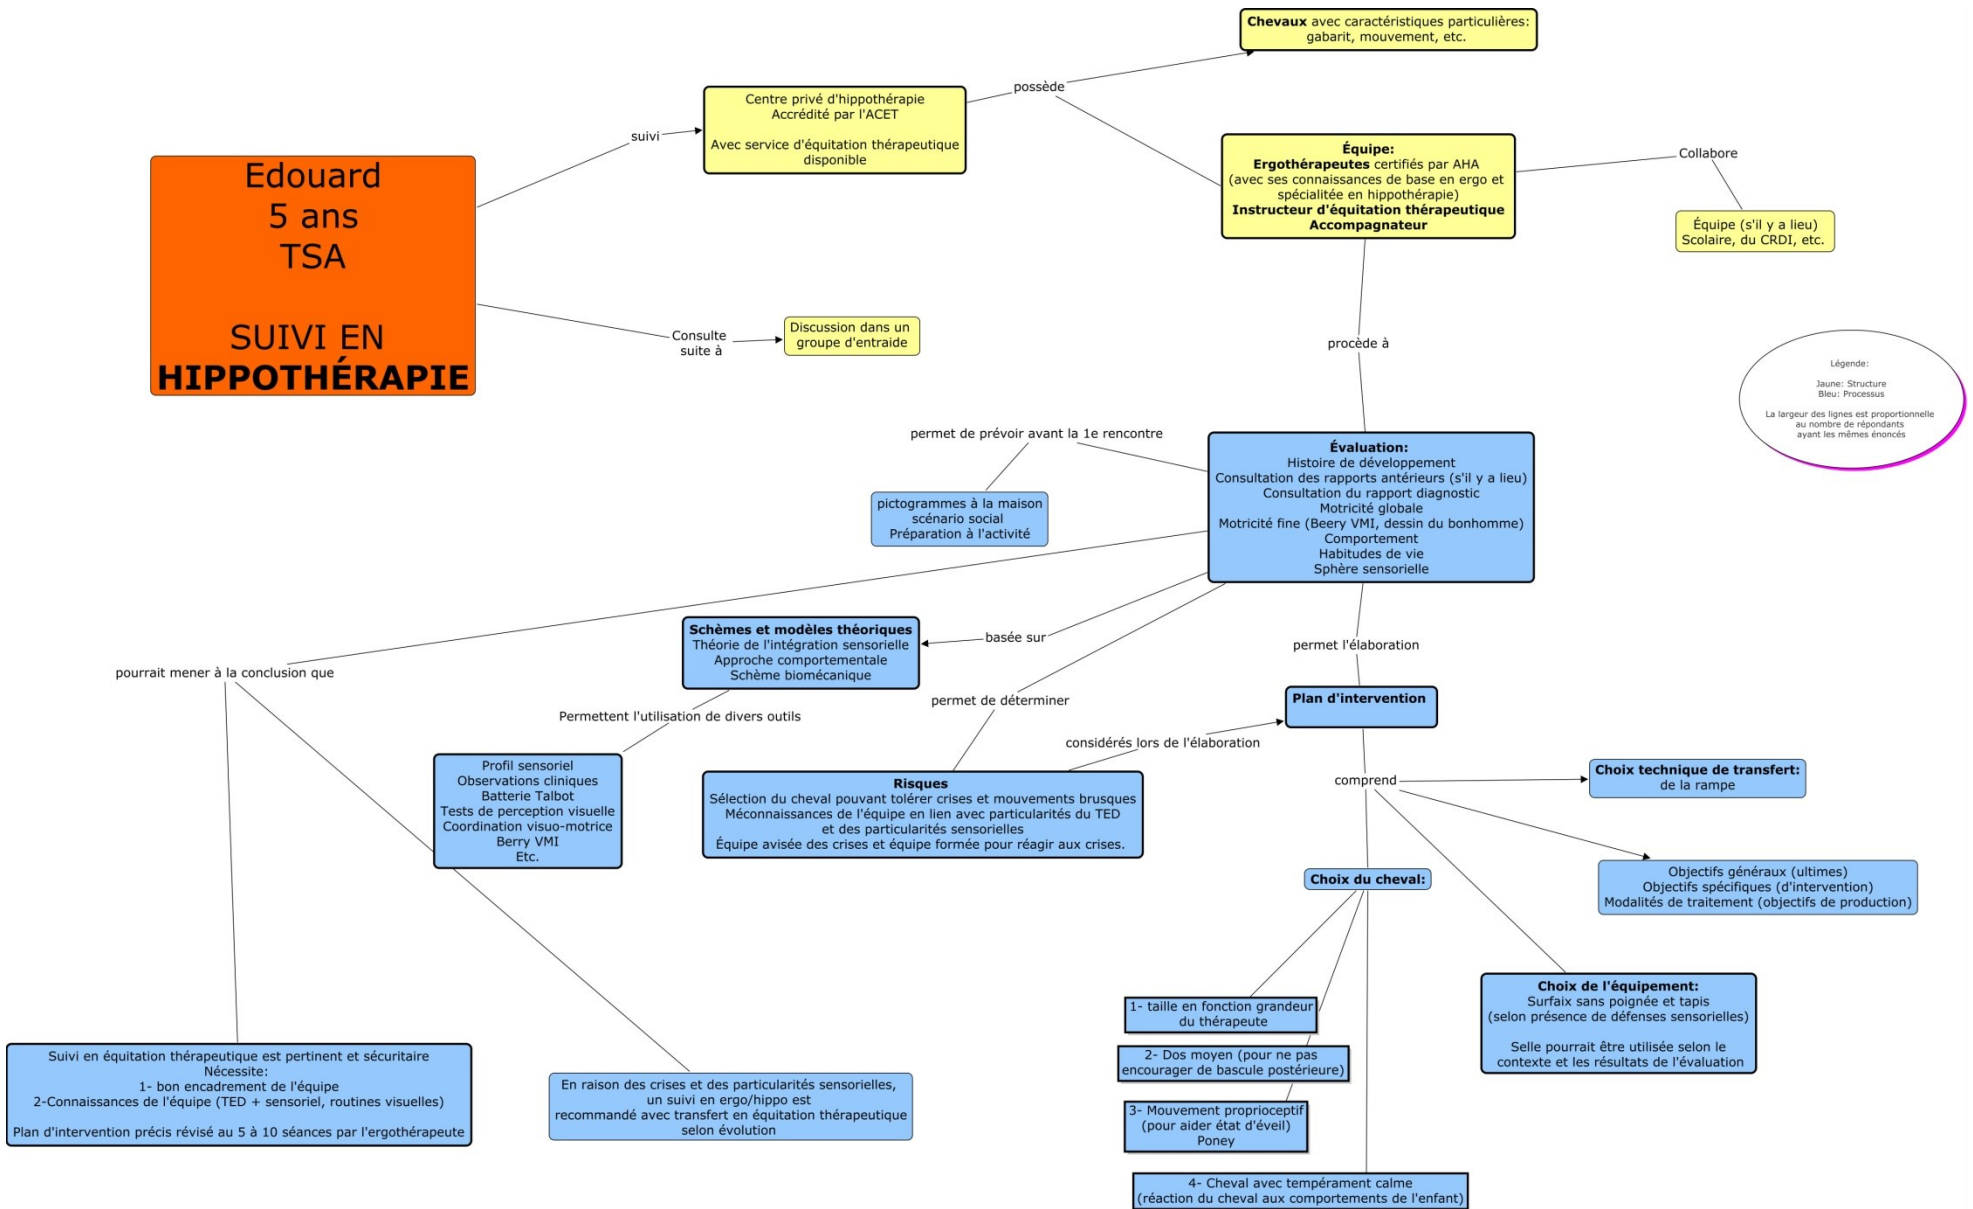 Chevaux avec caractéristiques particulières:
gabarit, mouvement, etc.
possède
Centre privé d'hippothérapie
Accrédité par l'ACET
Avec service d'équitation thérapeutique
disponible
suivi
Edouard
5 ans
TSA
SUIVI EN
HIPPOTHÉRAPIE
Équipe:
Ergothérapeutes certifiés par AHA
(avec ses connaissances de base en ergo et
spécialitée en hippothérapie)
Instructeur d'équitation thérapeutique
Accompagnateur
Collabore
Équipe (s'il y a lieu)
Scolaire, du CRDI, etc.
Consulte
suite à
Discussion dans un
groupe d'entraide
procède à
Légende:
Jaune: Structure
Bleu: Processus
La largeur des lignes est proportionnelle
au nombre de répondants
ayant les mêmes énoncés
permet de prévoir avant la 1e rencontre
pictogrammes à la maison
scénario social
Préparation à l'activité
Évaluation:
Histoire de développement
Consultation des rapports antérieurs (s'il y a lieu)
Consultation du rapport diagnostic
Motricité globale
Motricité fine (Beery VMI, dessin du bonhomme)
Comportement
Habitudes de vie
Sphère sensorielle
Schèmes et modèles théoriques
Théorie de l'intégration sensorielle
Approche comportementale
Schème biomécanique
basée sur
permet l'élaboration
pourrait mener à la conclusion que
permet de déterminer
Plan d'intervention
Permettent l'utilisation de divers outils
considérés lors de l'élaboration
Profil sensoriel
Observations cliniques
Batterie Talbot
Tests de perception visuelle
Coordination visuo-motrice
Berry VMI
Etc.
Risques
Sélection du cheval pouvant tolérer crises et mouvements brusques
Méconnaissances de l'équipe en lien avec particularités du TED
et des particularités sensorielles
Équipe avisée des crises et équipe formée pour réagir aux crises.
comprend
Choix technique de transfert:
de la rampe
Objectifs généraux (ultimes)
Objectifs spécifiques (d'intervention)
Modalités de traitement (objectifs de production)
Choix du cheval:
Choix de l'équipement:
Surfaix sans poignée et tapis
(selon présence de défenses sensorielles)
Selle pourrait être utilisée selon le
contexte et les résultats de l'évaluation
1- taille en fonction grandeur
du thérapeute
2- Dos moyen (pour ne pas
encourager de bascule postérieure)
3- Mouvement proprioceptif
(pour aider état d'éveil)
Poney
4- Cheval avec tempérament calme
(réaction du cheval aux comportements de l'enfant)
Suivi en équitation thérapeutique est pertinent et sécuritaire
Nécessite:
1- bon encadrement de l'équipe
2-Connaissances de l'équipe (TED + sensoriel, routines visuelles)
Plan d'intervention précis révisé au 5 à 10 séances par l'ergothérapeute
En raison des crises et des particularités sensorielles,
un suivi en ergo/hippo est
recommandé avec transfert en équitation thérapeutique
selon évolution